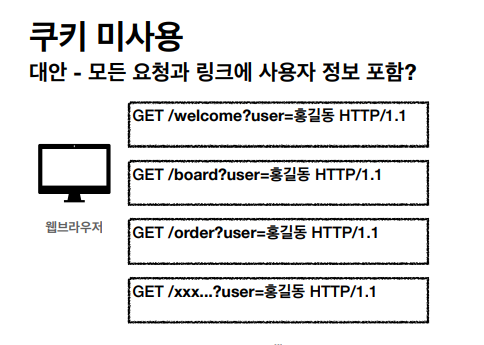 쿠키 미사용
대안 - 모든 요청과 링크에 사용자 정보 포함?
GET /welcome?user=홍길동 HTTP/1.1
GET /board?user=홍길동 HTTP/1.1
웹브라우저
GET /order?user=홍길동 HTTP/1.1
GET /xxx...?user=홍길동 HTTP/1.1